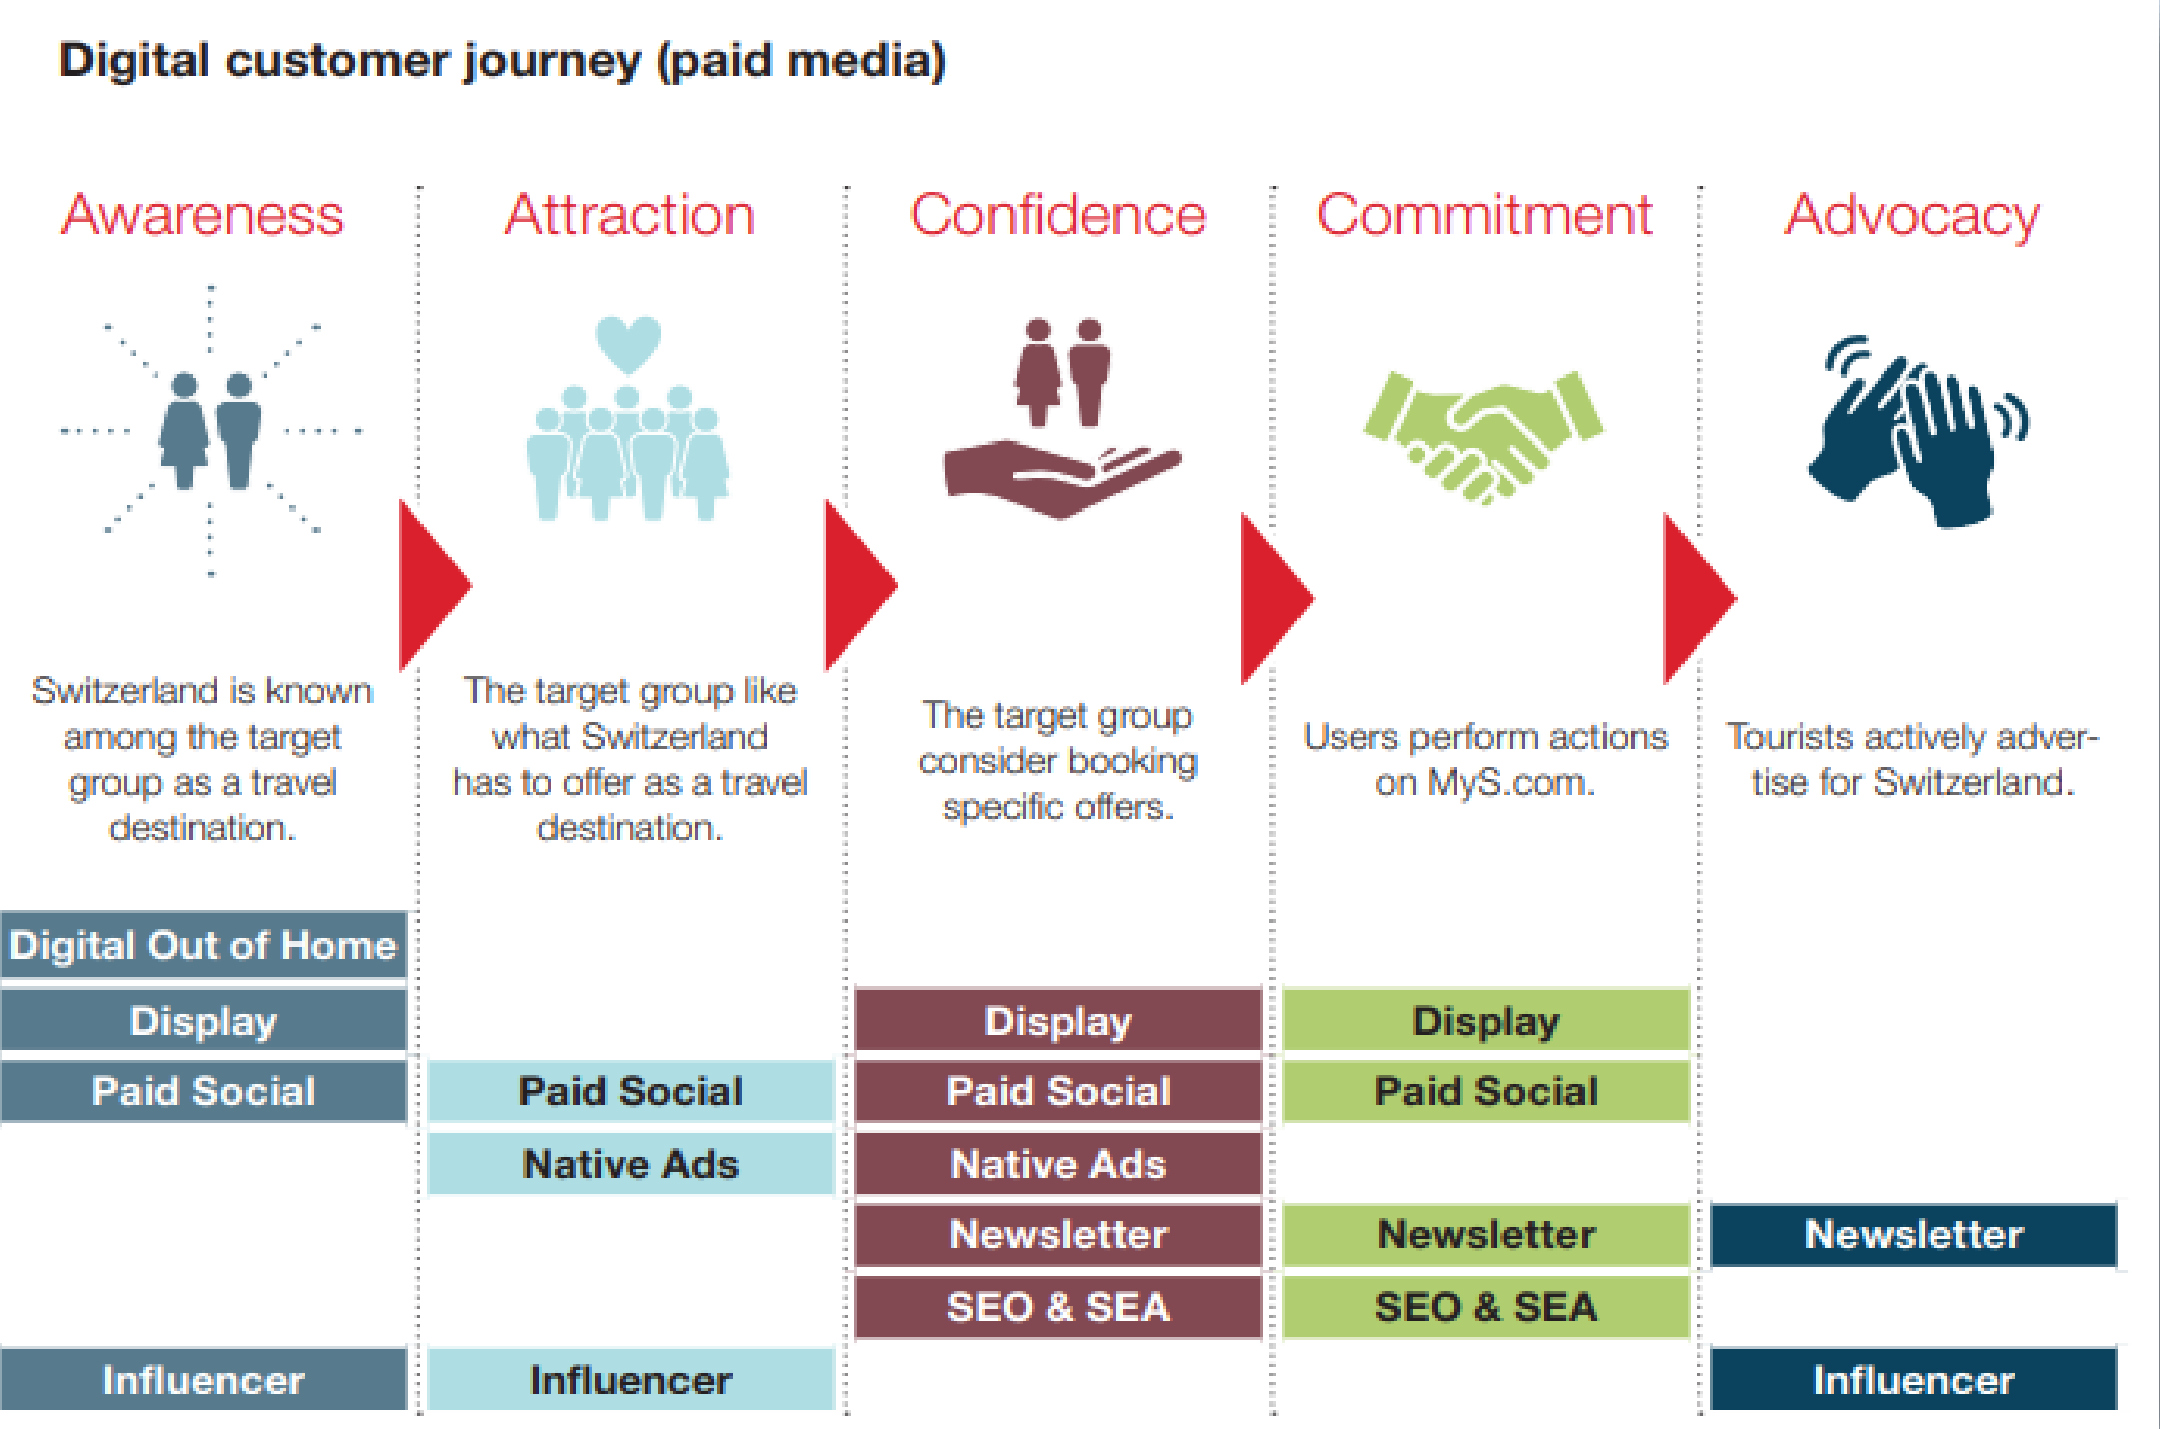 Digital customer journey (paid media)
Awareness
Attraction
Confidence
Commitment
Advocacy
Switzerland is known
among the target
group as a travel
destination.
The target group like
what Switzerland
has to offer as a travel
destination.
The target group
consider booking
specific offers.
Users perform actions
on MyS.com.
Tourists actively adver-
tise for Switzerland.
Digital Out of Home
Display
Display
Display
Paid Social
Paid Social
Paid Social
Paid Social
Native Ads
Native Ads
Newsletter
Newsletter
Newsletter
SEO & SEA
SEO & SEA
Influencer
Influencer
Influencer